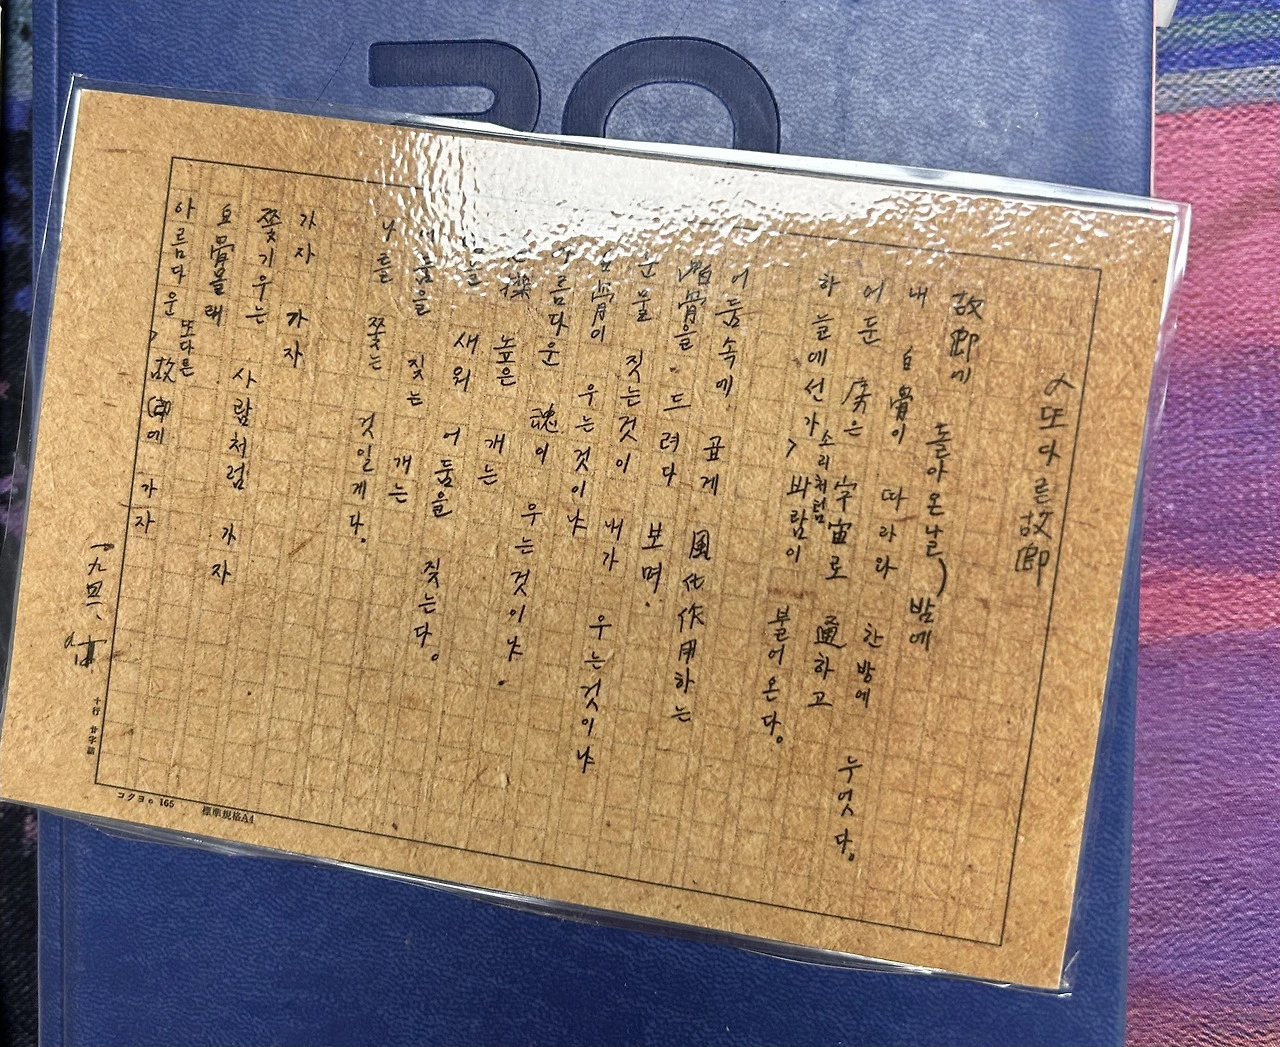 30
또 다른 故鄕
故鄕에 돌아온날 밤에
내 白骨이 따라와 한방에 누엇다。
어둔 房은 宇宙로 通하고
하늘에선가 소리처럼 바람이 불어온다。
어둠속에 곱게 風化作用하는
白骨을 드려다 보며.
눈물 짓는것이 내가 우는것이냐
白骨이 우는것이냐
아름다운 魂이 우는것이냐.
操 높은 개는
밤을 새워 어둠을 짖는다。
어둠을 짖는 개는
나를 쫓는 것일게다。
가자 가자
쫓기우는 사람처럼 가자
白骨몰래
아름다운 또다른 故鄕에 가자
一九四一、九、
十行 廿字詰
コクヨ 165 標準規格A4